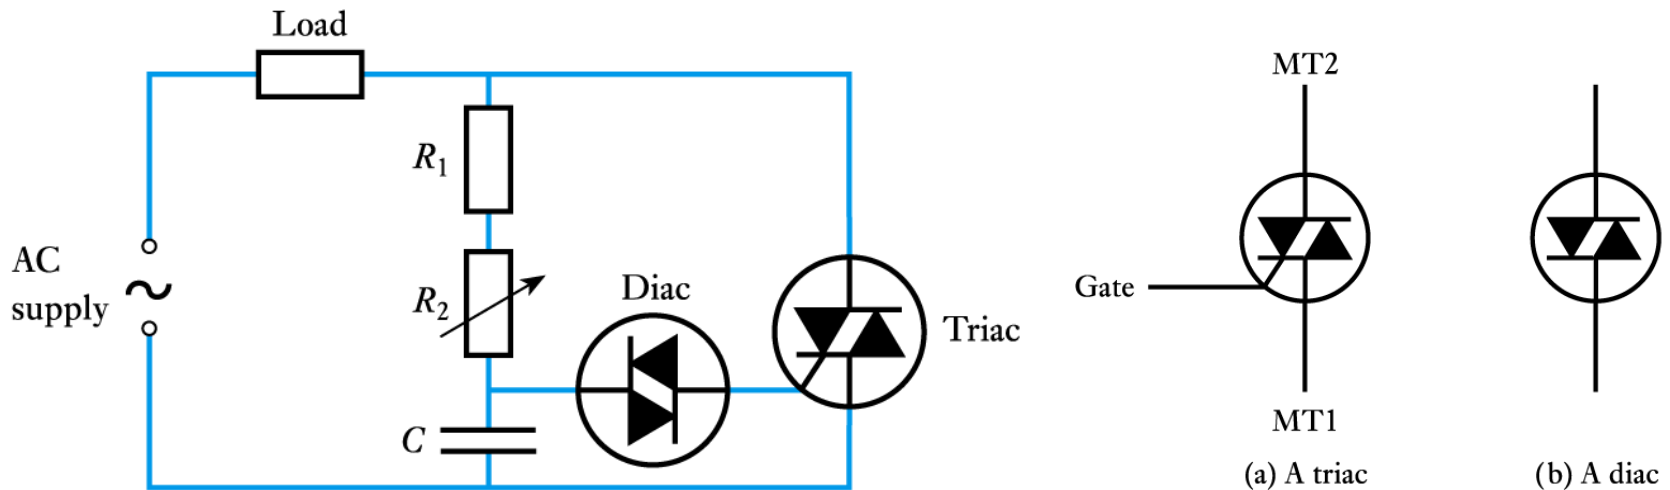 Load
R₁
R₂
AC
supply
~
Diac
Triac
C
MT2
Gate
MT1
(a) A triac
(b) A diac